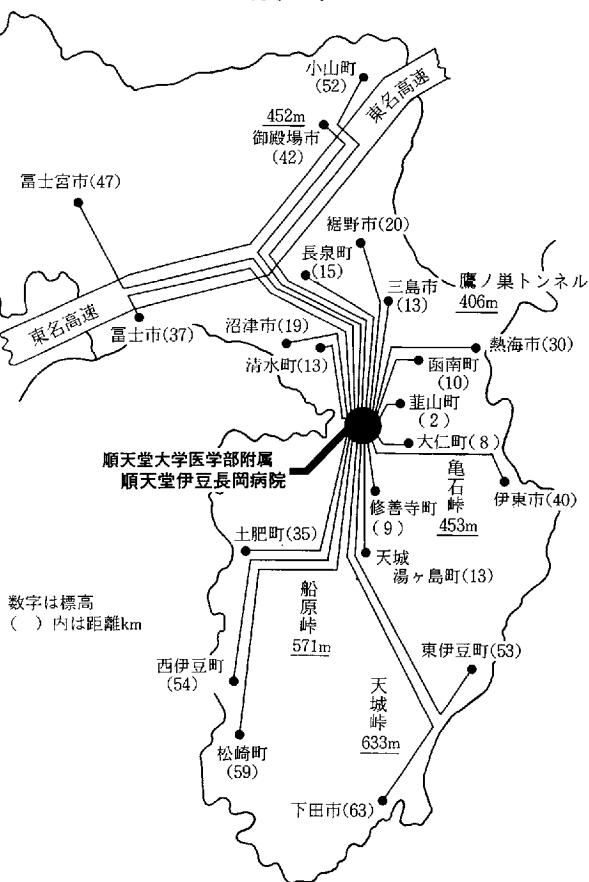 小山町
(52)
東名高速
452m
御殿場市
(42)
富士宮市(47)
裾野市(20)
長泉町
(15)
三島市
(13)
鷹ノ巣トンネル
406m
東名高速
富士市(37)
沼津市(19)
清水町(13)
熱海市(30)
函南町
(10)
韮山町
(2)
大仁町(8)
順天堂大学医学部附属
順天堂伊豆長岡病院
亀石峠
453m
伊東市(40)
修善寺町
(9)
土肥町(35)
天城
湯ヶ島町(13)
数字は標高
( )内は距離km
船原峠
571m
東伊豆町(53)
西伊豆町
(54)
天城峠
633m
松崎町
(59)
下田市(63)